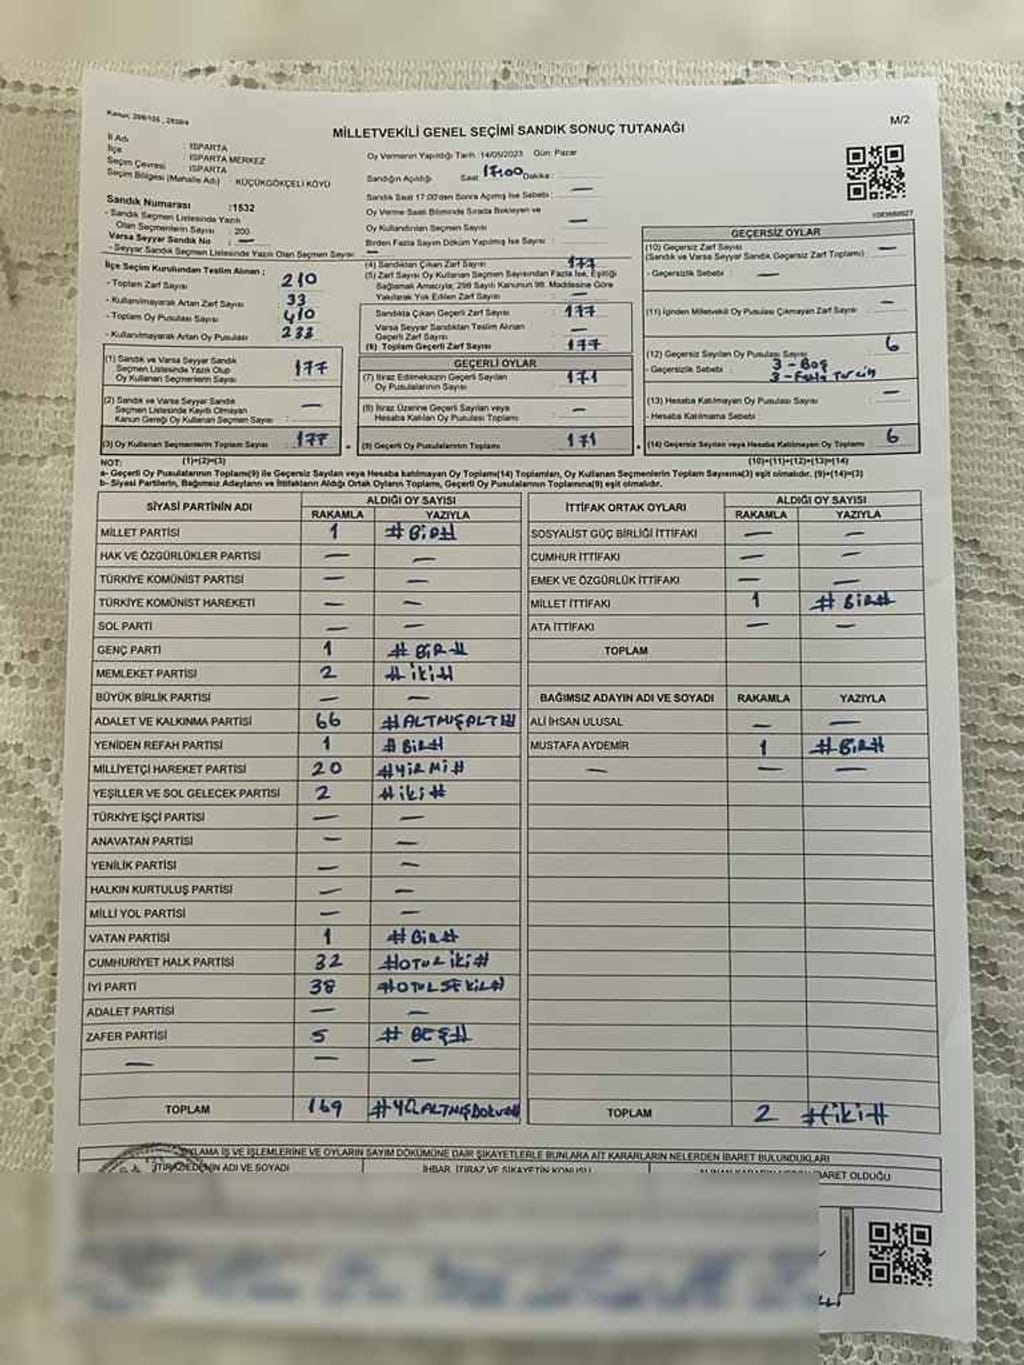 Kanun: 298/105 , 2839/4
MİLLETVEKİLİ GENEL SEÇİMİ SANDIK SONUÇ TUTANAĞI
M/2
İl Adı : ISPARTA
İlçe : ISPARTA MERKEZ
Seçim Çevresi : ISPARTA
Seçim Bölgesi (Mahalle Adı) : KÜÇÜKGÖKÇELİ KÖYÜ
Sandık Numarası :1532
- Sandık Seçmen Listesinde Yazılı
Olan Seçmenlerin Sayısı : 200
Varsa Seyyar Sandık No : —
- Seyyar Sandık Seçmen Listesinde Yazılı Olan Seçmen Sayısı : —
Oy Vermenin Yapıldığı Tarih :14/05/2023 Gün: Pazar
Sandığın Açıldığı Saat 17:00 Dakika :
Sandık Saat 17.00'den Sonra Açılmış İse Sebebi : —
Oy Verme Saati Bitiminde Sırada Bekleyen ve
Oy Kullandırılan Seçmen Sayısı : —
Birden Fazla Sayım Döküm Yapılmış İse Sayısı : —
İlçe Seçim Kurulundan Teslim Alınan :
- Toplam Zarf Sayısı : 210
- Kullanılmayarak Artan Zarf Sayısı : 33
- Toplam Oy Pusulası Sayısı : 410
- Kullanılmayarak Artan Oy Pusulası : 233
(1) Sandık ve Varsa Seyyar Sandık
Seçmen Listesinde Yazılı Olup
Oy Kullanan Seçmenlerin Sayısı : 177
(2) Sandık ve Varsa Seyyar Sandık
Seçmen Listesinde Kayıtlı Olmayan
Kanun Gereği Oy Kullanan Seçmen Sayısı : —
(3) Oy Kullanan Seçmenlerin Toplam Sayısı : 177
(1)+(2)=(3)
(4) Sandıktan Çıkan Zarf Sayısı : 177
(5) Zarf Sayısı Oy Kullanan Seçmen Sayısından Fazla İse, Eşitliği
Sağlamak Amacıyla; 298 Sayılı Kanunun 98. Maddesine Göre
Yakılarak Yok Edilen Zarf Sayısı : —
Sandıkta Çıkan Geçerli Zarf Sayısı : 177
Varsa Seyyar Sandıktan Teslim Alınan
Geçerli Zarf Sayısı : —
(6) Toplam Geçerli Zarf Sayısı : 177
GEÇERLİ OYLAR
(7) İtiraz Edilmeksizin Geçerli Sayılan
Oy Pusulalarının Sayısı : 171
(8) İtiraz Üzerine Geçerli Sayılan veya
Hesaba Katılan Oy Pusulası Toplamı : —
(9) Geçerli Oy Pusulalarının Toplamı : 171
GEÇERSİZ OYLAR
(10) Geçersiz Zarf Sayısı : —
(Sandık ve Varsa Seyyar Sandık Geçersiz Zarf Toplamı)
- Geçersizlik Sebebi : —
(11) İçinden Milletvekili Oy Pusulası Çıkmayan Zarf Sayısı : —
(12) Geçersiz Sayılan Oy Pusulası Sayısı : 6
- Geçersizlik Sebebi : 3 - Boş
3 - Fazla Tercih
(13) Hesaba Katılmayan Oy Pusulası Sayısı : —
- Hesaba Katılmama Sebebi :
(14) Geçersiz Sayılan veya Hesaba Katılmayan Oy Toplamı : 6
(10)+(11)+(12)+(13)=(14)
NOT:
a- Geçerli Oy Pusulalarının Toplamı(9) ile Geçersiz Sayılan veya Hesaba katılmayan Oy Toplamı(14) Toplamları, Oy Kullanan Seçmenlerin Toplam Sayısına(3) eşit olmalıdır. (9)+(14)=(3)
b- Siyasi Partilerin, Bağımsız Adayların ve İttifakların Aldığı Ortak Oyların Toplamı, Geçerli Oy Pusulalarının Toplamına(9) eşit olmalıdır.
SİYASİ PARTİNİN ADI ALDIĞI OY SAYISI
RAKAMLA YAZIYLA
MİLLET PARTİSİ 1 #BİR#
HAK VE ÖZGÜRLÜKLER PARTİSİ — —
TÜRKİYE KOMÜNİST PARTİSİ — —
TÜRKİYE KOMÜNİST HAREKETİ — —
SOL PARTİ — —
GENÇ PARTİ 1 #BİR#
MEMLEKET PARTİSİ 2 #İKİ#
BÜYÜK BİRLİK PARTİSİ — —
ADALET VE KALKINMA PARTİSİ 66 #ALTMIŞALTI#
YENİDEN REFAH PARTİSİ 1 #BİR#
MİLLİYETÇİ HAREKET PARTİSİ 20 #YİRMİ#
YEŞİLLER VE SOL GELECEK PARTİSİ 2 #İKİ#
TÜRKİYE İŞÇİ PARTİSİ — —
ANAVATAN PARTİSİ — —
YENİLİK PARTİSİ — —
HALKIN KURTULUŞ PARTİSİ — —
MİLLİ YOL PARTİSİ — —
VATAN PARTİSİ 1 #BİR#
CUMHURİYET HALK PARTİSİ 32 #OTUZİKİ#
İYİ PARTİ 38 #OTUZSEKİZ#
ADALET PARTİSİ — —
ZAFER PARTİSİ 5 #BEŞ#
— — —
TOPLAM 169 #YÜZALTMIŞDOKUZ#
İTTİFAK ORTAK OYLARI ALDIĞI OY SAYISI
RAKAMLA YAZIYLA
SOSYALİST GÜÇ BİRLİĞİ İTTİFAKI — —
CUMHUR İTTİFAKI — —
EMEK VE ÖZGÜRLÜK İTTİFAKI — —
MİLLET İTTİFAKI 1 #BİR#
ATA İTTİFAKI — —
TOPLAM
BAĞIMSIZ ADAYIN ADI VE SOYADI RAKAMLA YAZIYLA
ALİ İHSAN ULUSAL — —
MUSTAFA AYDEMİR 1 #BİR#
— — —
TOPLAM 2 #İKİ#
OYLAMA İŞ VE İŞLEMLERİNE VE OYLARIN SAYIM DÖKÜMÜNE DAİR ŞİKAYETLERLE BUNLARA AİT KARARLARIN NELERDEN İBARET BULUNDUKLARI
İTİRAZ EDENİN ADI VE SOYADI
İHBAR, İTİRAZ VE ŞİKAYETİN KONUSU
İBARET OLDUĞU